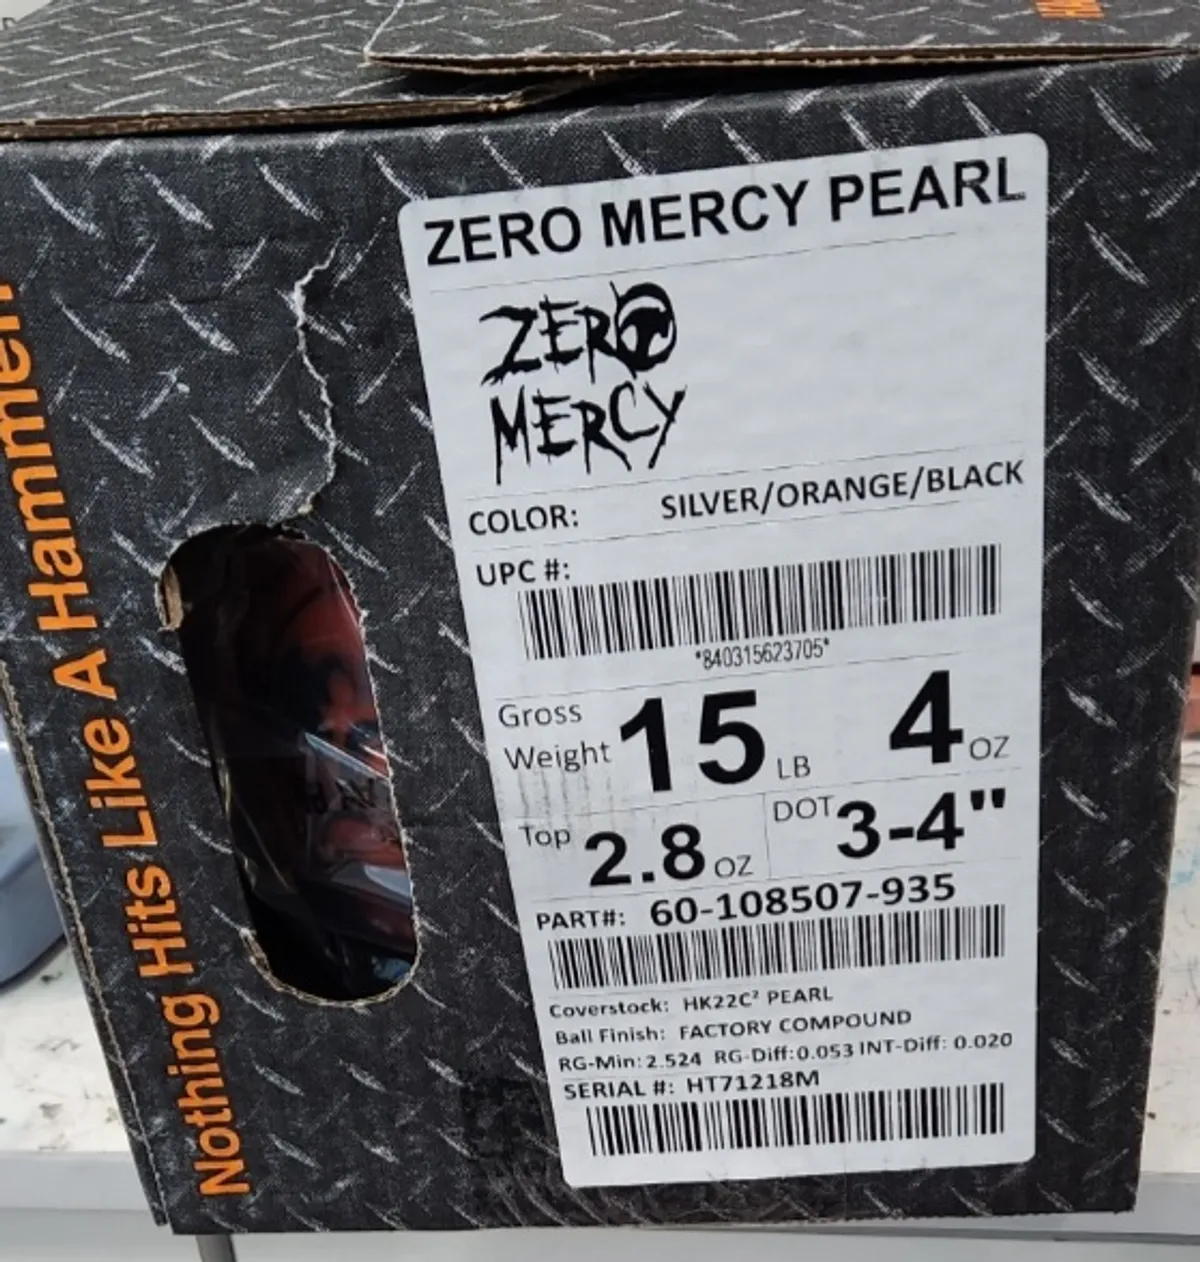 ZERO MERCY PEARL
ZERO
MERCY
COLOR: SILVER/ORANGE/BLACK
UPC #:
*840315623705*
Gross Weight 15 LB 4 OZ
Top 2.8 OZ DOT 3-4"
PART#: 60-108507-935
Coverstock: HK22C² PEARL
Ball Finish: FACTORY COMPOUND
RG-Min: 2.524 RG-Diff: 0.053 INT-Diff: 0.020
SERIAL #: HT71218M
Nothing Hits Like A Hammer!